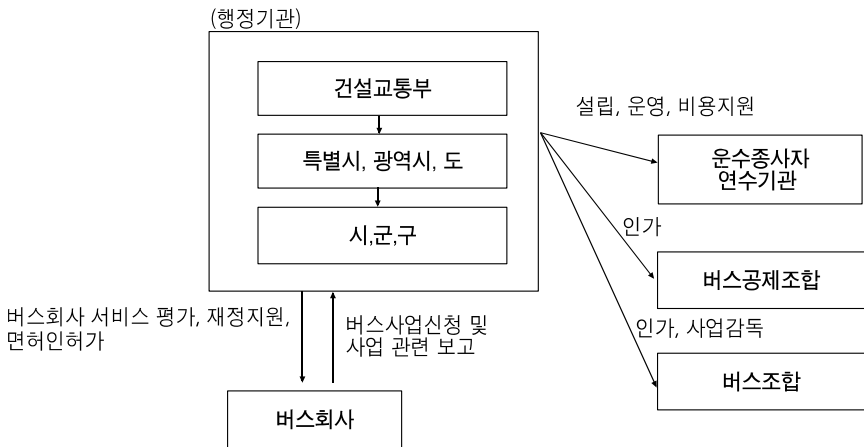 (행정기관)
건설교통부
특별시, 광역시, 도
시,군,구
설립, 운영, 비용지원
운수종사자
연수기관
인가
버스공제조합
인가, 사업감독
버스조합
버스회사 서비스 평가, 재정지원,
면허인허가
버스사업신청 및
사업 관련 보고
버스회사